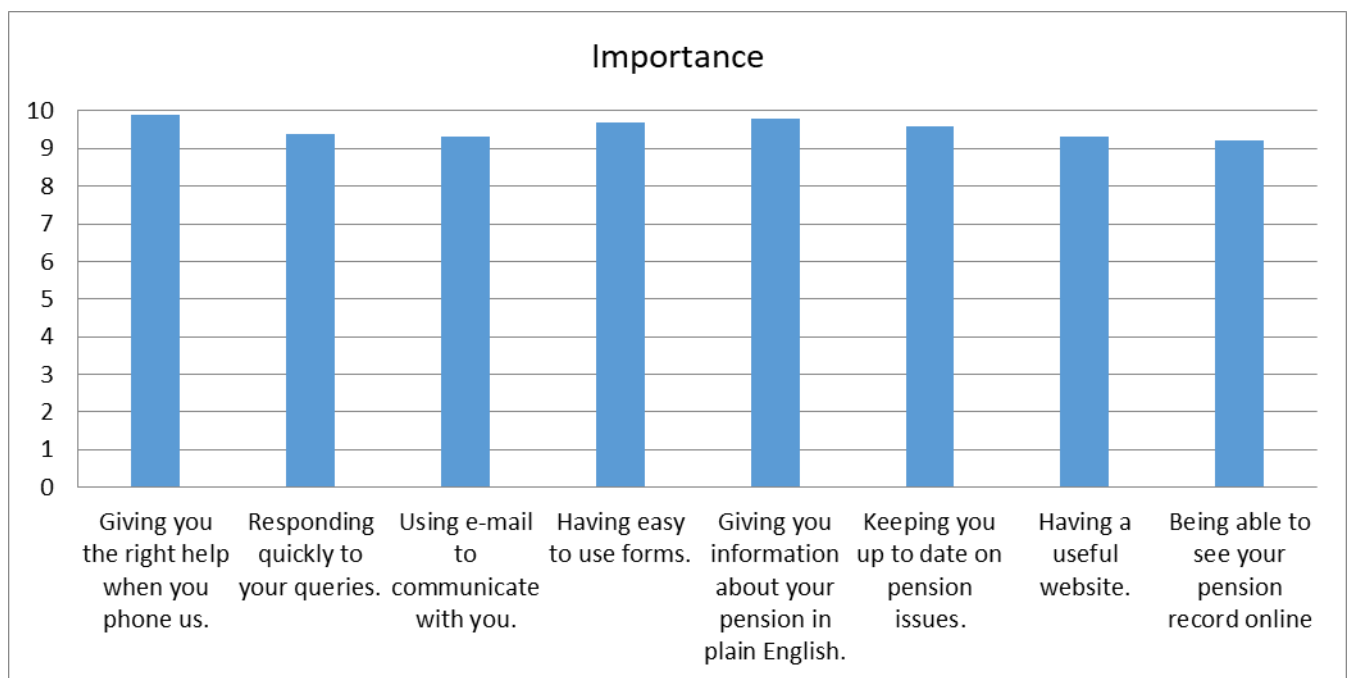 Importance
10
9
8
7
6
5
4
3
2
1
0
Giving you
the right help
when you
phone us.
Responding
quickly to
your queries.
Using e-mail
to
communicate
with you.
Having easy
to use forms.
Giving you
information
about your
pension in
plain English.
Keeping you
up to date on
pension
issues.
Having a
useful
website.
Being able to
see your
pension
record online